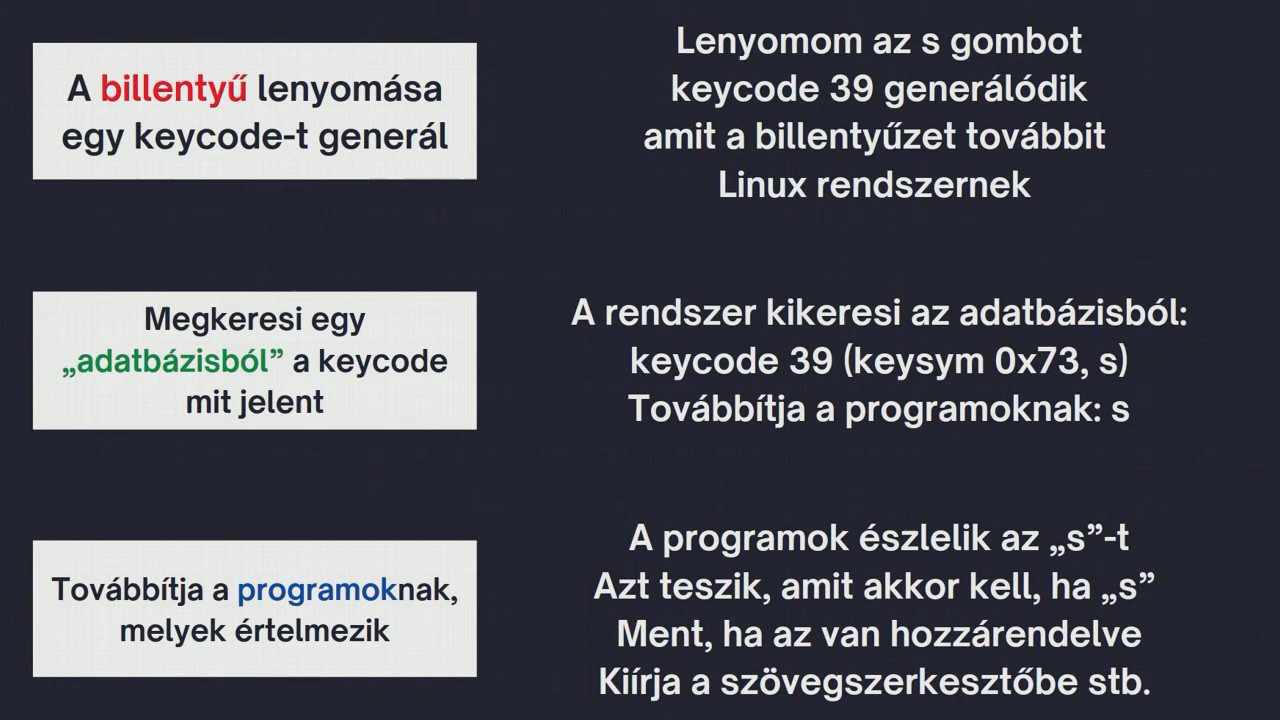 A billentyű lenyomása
egy keycode-t generál
Lenyomom az s gombot
keycode 39 generálódik
amit a billentyűzet továbbit
Linux rendszernek
Megkeresi egy
„adatbázisból” a keycode
mit jelent
A rendszer kikeresi az adatbázisból:
keycode 39 (keysym 0x73, s)
Továbbítja a programoknak: s
Továbbítja a programoknak,
melyek értelmezik
A programok észlelik az „s”-t
Azt teszik, amit akkor kell, ha „s”
Ment, ha az van hozzárendelve
Kiírja a szövegszerkesztőbe stb.